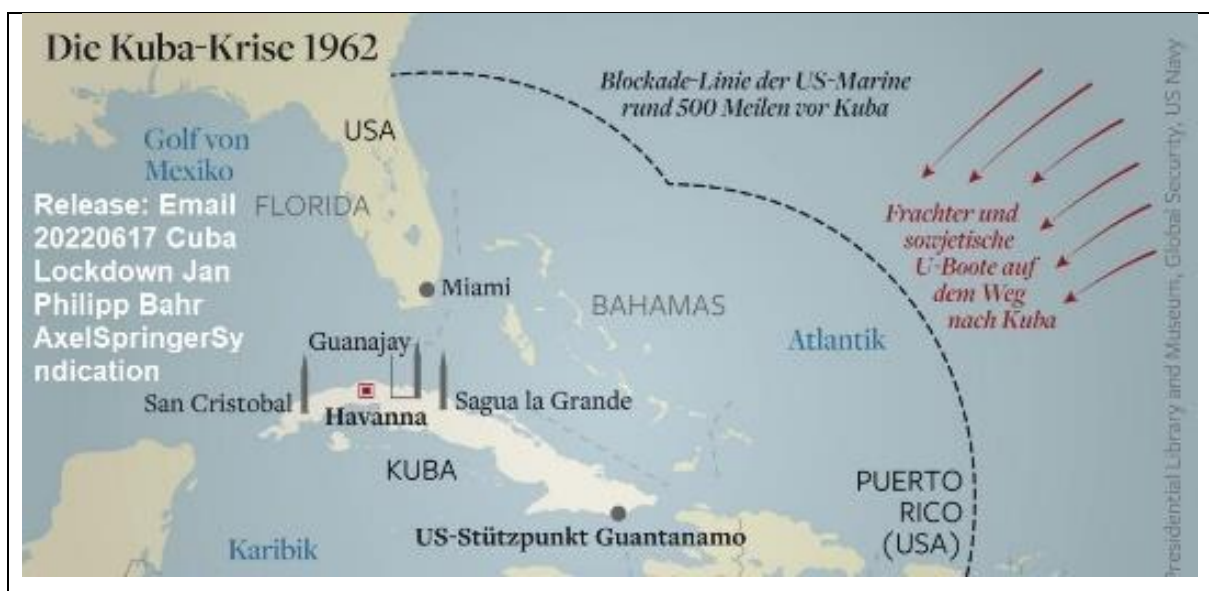 Die Kuba-Krise 1962
Blockade-Linie der US-Marine
rund 500 Meilen vor Kuba
USA
Golf von
Mexiko
Release: Email
20220617 Cuba
Lockdown Jan
Philipp Bahr
AxelSpringerSy
ndication
FLORIDA
Frachter und
sowjetische
U-Boote auf
dem Weg
nach Kuba
Miami
BAHAMAS
Atlantik
Guanajay
San Cristobal
Havanna
Sagua la Grande
KUBA
PUERTO
RICO
(USA)
US-Stützpunkt Guantanamo
Karibik
Presidential Library and Museum, Global Security, US Navy